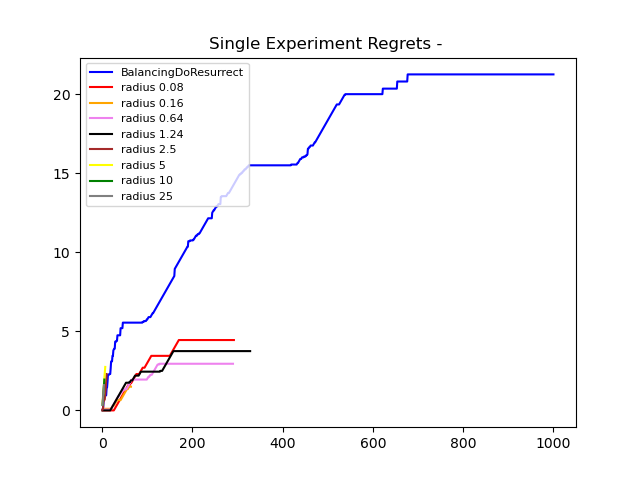 Single Experiment Regrets -
BalancingDoResurrect
radius 0.08
radius 0.16
radius 0.64
radius 1.24
radius 2.5
radius 5
radius 10
radius 25
20
15
10
5
0
0 200 400 600 800 1000